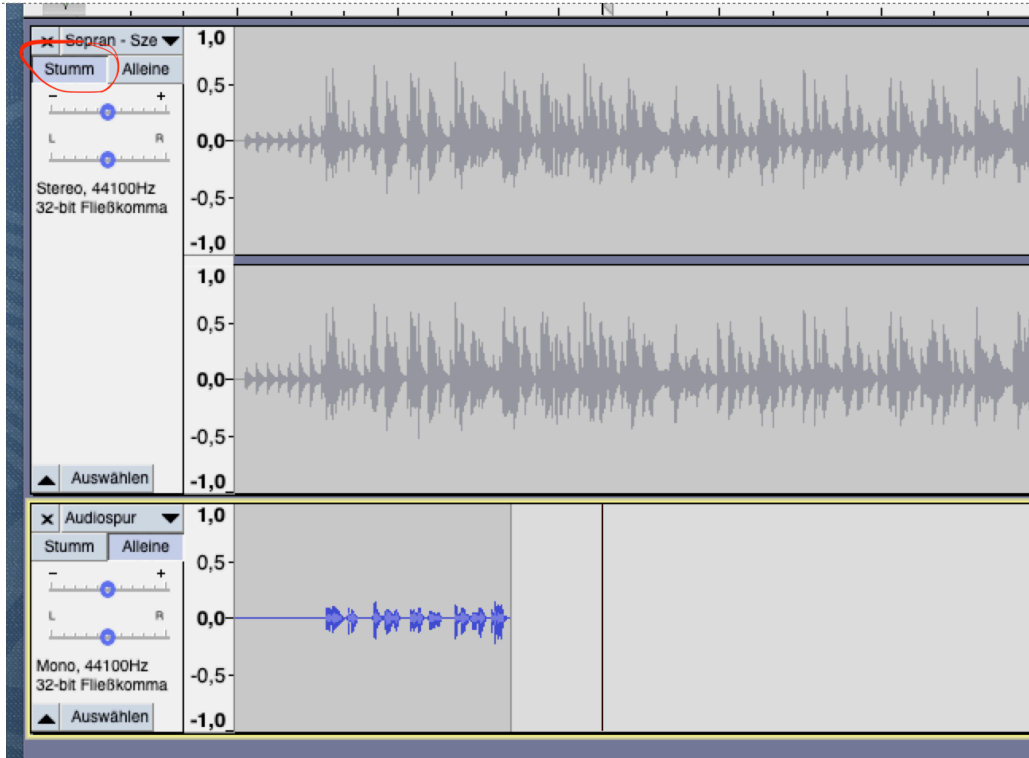 Sopran - Sze
Stumm Alleine
- +
L R
Stereo, 44100Hz
32-bit Fließkomma
Auswählen
1,0
0,5-
0,0-
-0,5-
-1,0
1,0
0,5-
0,0-
-0,5-
-1,0
Audiospur
Stumm Alleine
- +
L R
Mono, 44100Hz
32-bit Fließkomma
Auswählen
1,0
0,5-
0,0-
-0,5-
-1,0